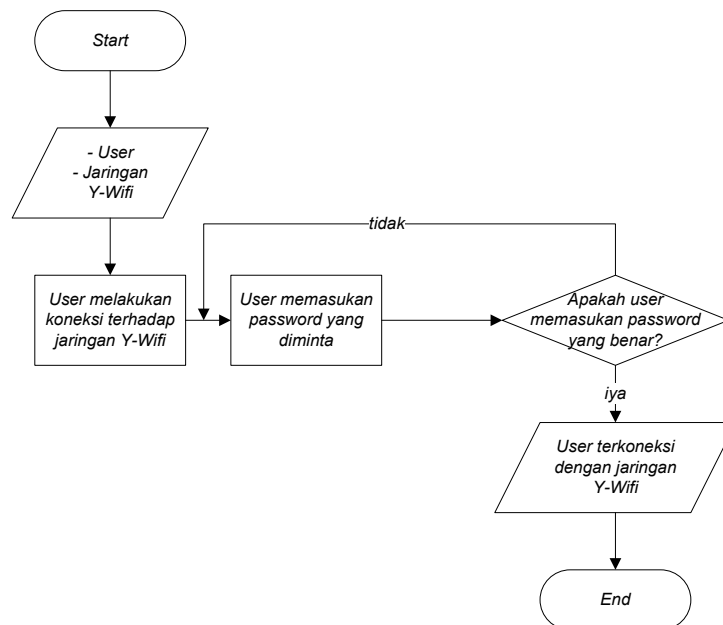 Start
- User
- Jaringan
Y-Wifi
tidak
User melakukan
koneksi terhadap
jaringan Y-Wifi
User memasukan
password yang
diminta
Apakah user
memasukan password
yang benar?
iya
User terkoneksi
dengan jaringan
Y-Wifi
End